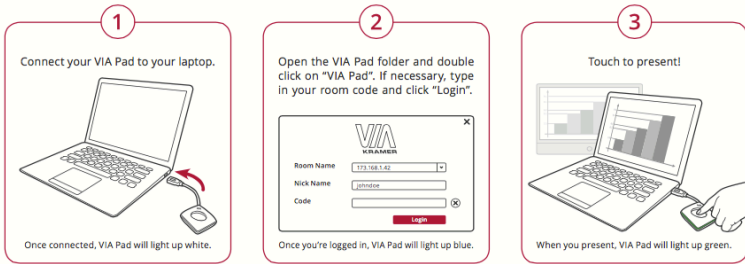 1
Connect your VIA Pad to your laptop.
Once connected, VIA Pad will light up white.
2
Open the VIA Pad folder and double
click on “VIA Pad”. If necessary, type
in your room code and click “Login”.
x
VIA
KRAMER
Room Name
173.168.1.42
Nick Name
johndoe
Code
x
Login
Once you’re logged in, VIA Pad will light up blue.
3
Touch to present!
When you present, VIA Pad will light up green.